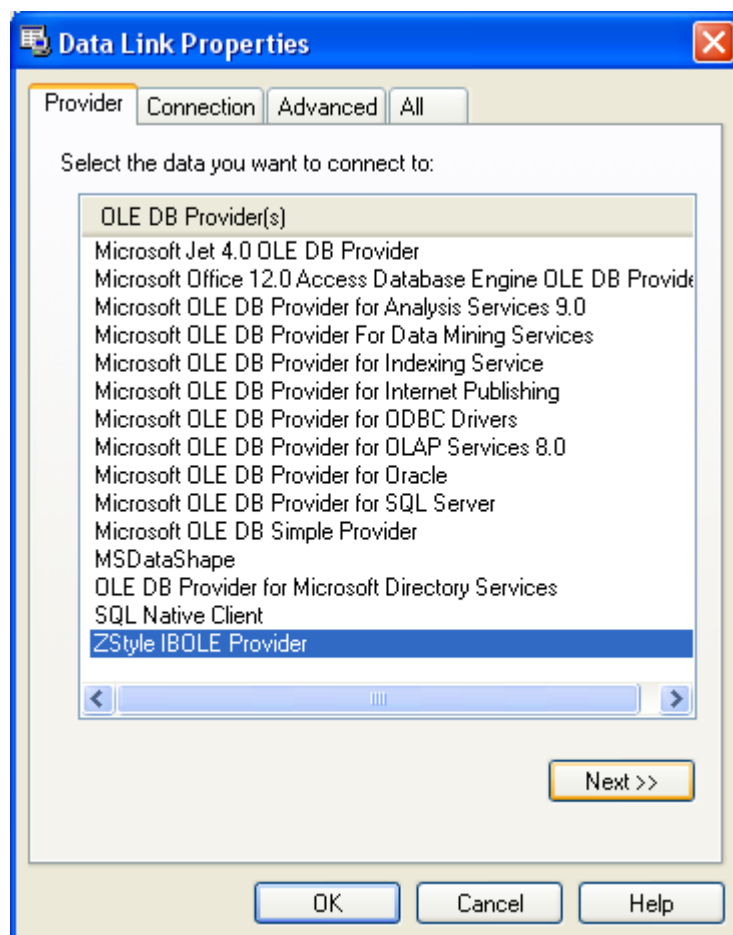 Data Link Properties
Provider Connection Advanced All
Select the data you want to connect to:
OLE DB Provider(s)
Microsoft Jet 4.0 OLE DB Provider
Microsoft Office 12.0 Access Database Engine OLE DB Provide
Microsoft OLE DB Provider for Analysis Services 9.0
Microsoft OLE DB Provider For Data Mining Services
Microsoft OLE DB Provider for Indexing Service
Microsoft OLE DB Provider for Internet Publishing
Microsoft OLE DB Provider for ODBC Drivers
Microsoft OLE DB Provider for OLAP Services 8.0
Microsoft OLE DB Provider for Oracle
Microsoft OLE DB Provider for SQL Server
Microsoft OLE DB Simple Provider
MSDataShape
OLE DB Provider for Microsoft Directory Services
SQL Native Client
ZStyle IBOLE Provider
Next >>
OK Cancel Help